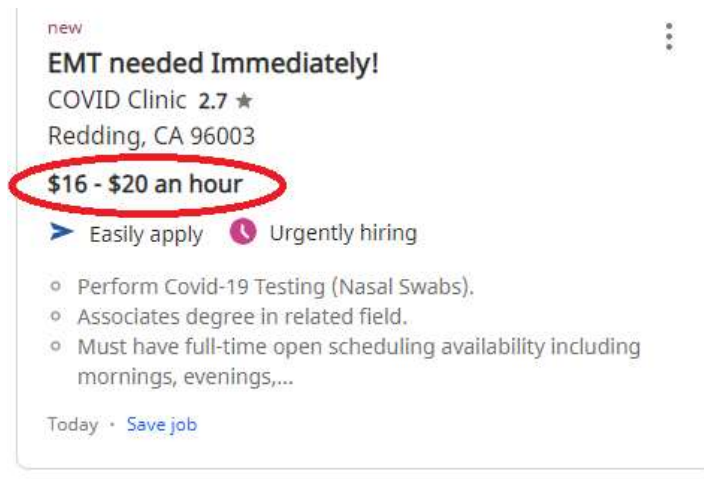 new
EMT needed Immediately!
COVID Clinic 2.7 ★
Redding, CA 96003
$16 - $20 an hour
Easily apply Urgently hiring
Perform Covid-19 Testing (Nasal Swabs).
Associates degree in related field.
Must have full-time open scheduling availability including
mornings, evenings,...
Today · Save job